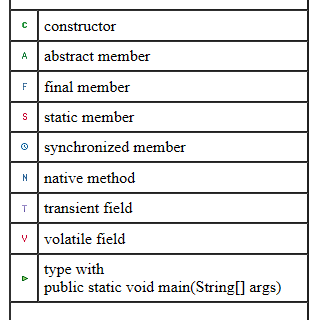 C constructor
A abstract member
F final member
S static member
synchronized member
N native method
T transient field
V volatile field
type with
public static void main(String[] args)